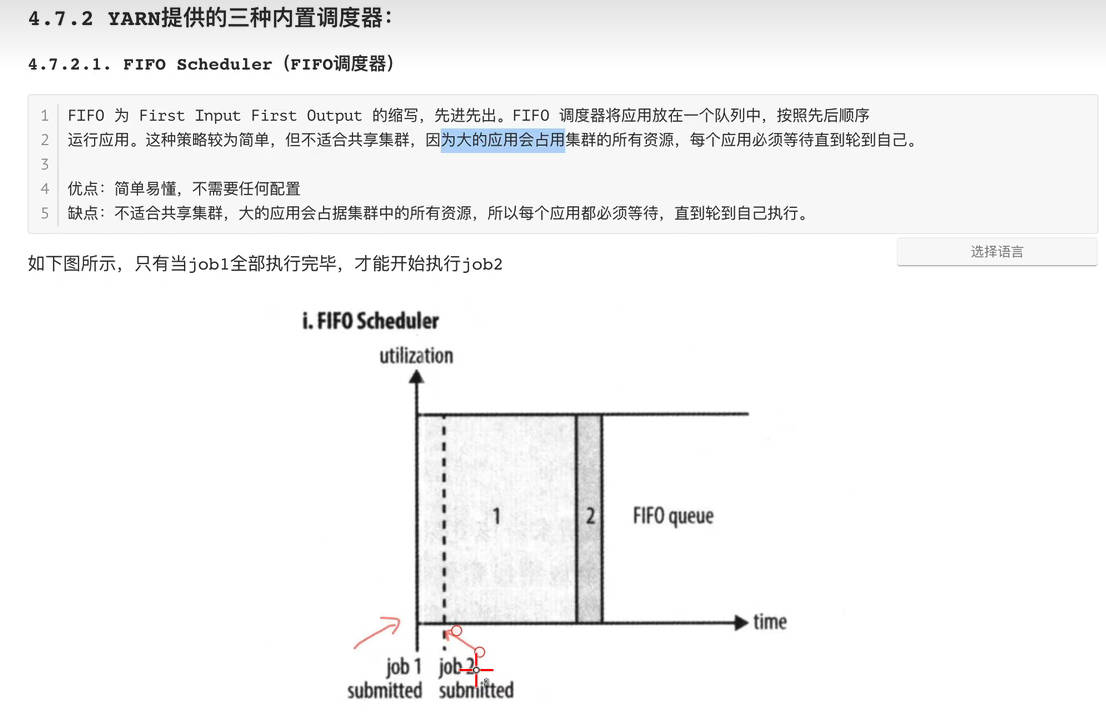 4.7.2 YARN提供的三种内置调度器：
4.7.2.1. FIFO Scheduler（FIFO调度器）
1 FIFO 为 First Input First Output 的缩写，先进先出。FIFO 调度器将应用放在一个队列中，按照先后顺序
2 运行应用。这种策略较为简单，但不适合共享集群，因为大的应用会占用集群的所有资源，每个应用必须等待直到轮到自己。
3
4 优点：简单易懂，不需要任何配置
5 缺点：不适合共享集群，大的应用会占据集群中的所有资源，所以每个应用都必须等待，直到轮到自己执行。
选择语言
如下图所示，只有当job1全部执行完毕，才能开始执行job2
i. FIFO Scheduler
utilization
1 2 FIFO queue
time
job 1 job 2
submitted submitted